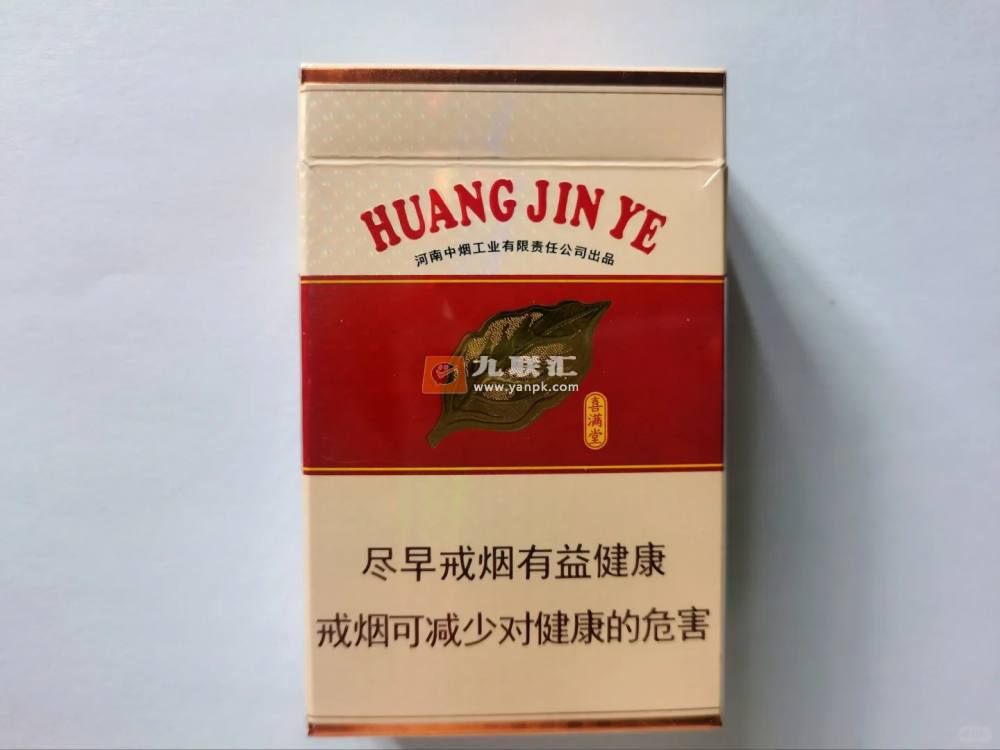 HUANG JIN YE
河南中烟工业有限责任公司出品
九联汇
www.yanpk.com
喜满堂
尽早戒烟有益健康
戒烟可减少对健康的危害